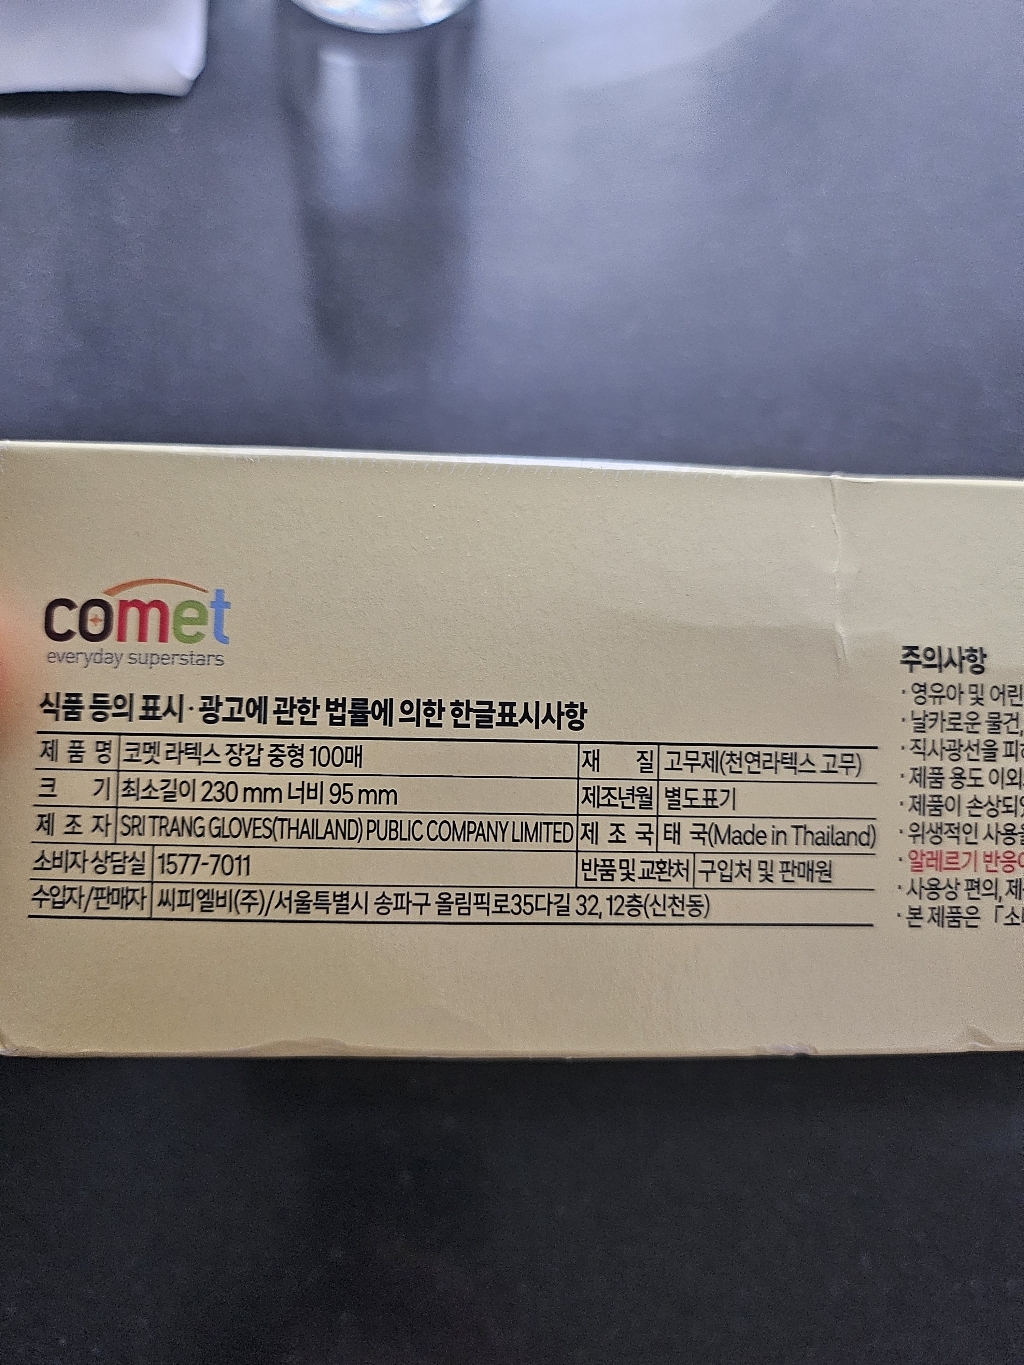 comet
everyday superstars
식품 등의 표시·광고에 관한 법률에 의한 한글표시사항
제 품 명 코멧 라텍스 장갑 중형 100매 재 질 고무제(천연라텍스 고무)
크 기 최소길이 230 mm 너비 95 mm 제조년월 별도표기
제 조 자 SRI TRANG GLOVES(THAILAND) PUBLIC COMPANY LIMITED 제 조 국 태 국(Made in Thailand)
소비자 상담실 1577-7011 반품 및 교환처 구입처 및 판매원
수입자/판매자 씨피엘비(주)/서울특별시 송파구 올림픽로35다길 32, 12층(신천동)
주의사항
· 영유아 및 어린
· 날카로운 물건,
· 직사광선을 피
· 제품 용도 이외
· 제품이 손상되
· 위생적인 사용을
· 알레르기 반응
· 사용상 편의, 제
· 본 제품은 「소